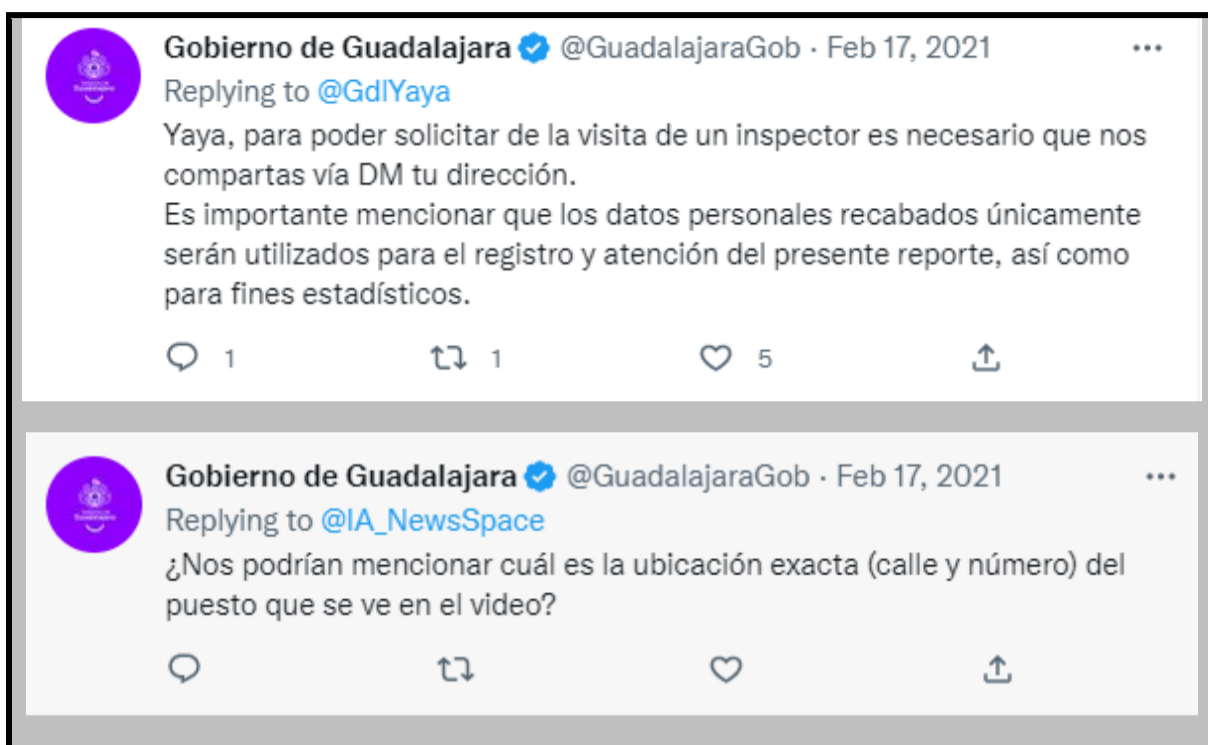 Gobierno de Guadalajara @GuadalajaraGob · Feb 17, 2021
Replying to @GdlYaya
Yaya, para poder solicitar de la visita de un inspector es necesario que nos
compartas vía DM tu dirección.
Es importante mencionar que los datos personales recabados únicamente
serán utilizados para el registro y atención del presente reporte, así como
para fines estadísticos.
1 1 5
Gobierno de Guadalajara @GuadalajaraGob · Feb 17, 2021
Replying to @IA_NewsSpace
¿Nos podrían mencionar cuál es la ubicación exacta (calle y número) del
puesto que se ve en el video?